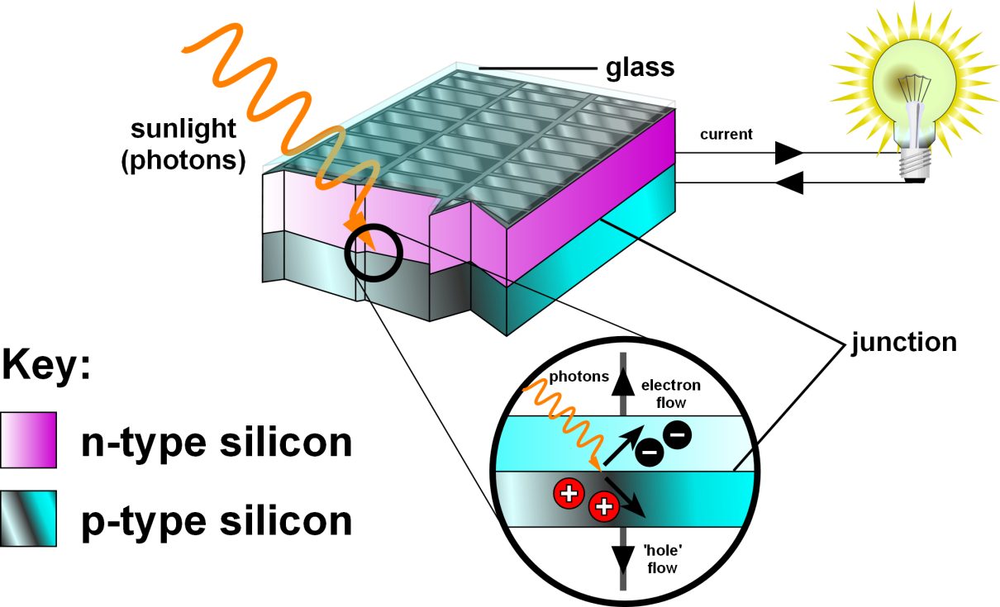 glass
sunlight
(photons)
current
junction
photons
electron
flow
'hole'
flow
Key:
n-type silicon
p-type silicon